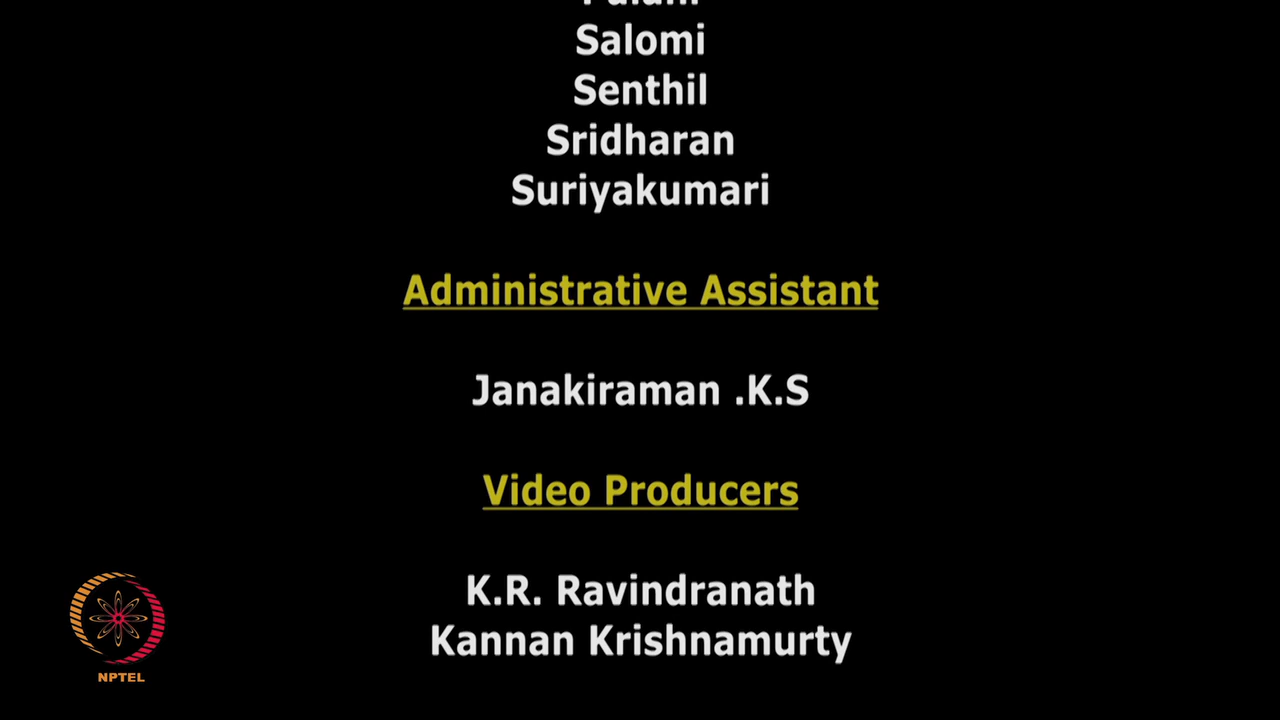 Salomi
Senthil
Sridharan
Suriyakumari
Administrative Assistant
Janakiraman .K.S
Video Producers
K.R. Ravindranath
Kannan Krishnamurty
NPTEL